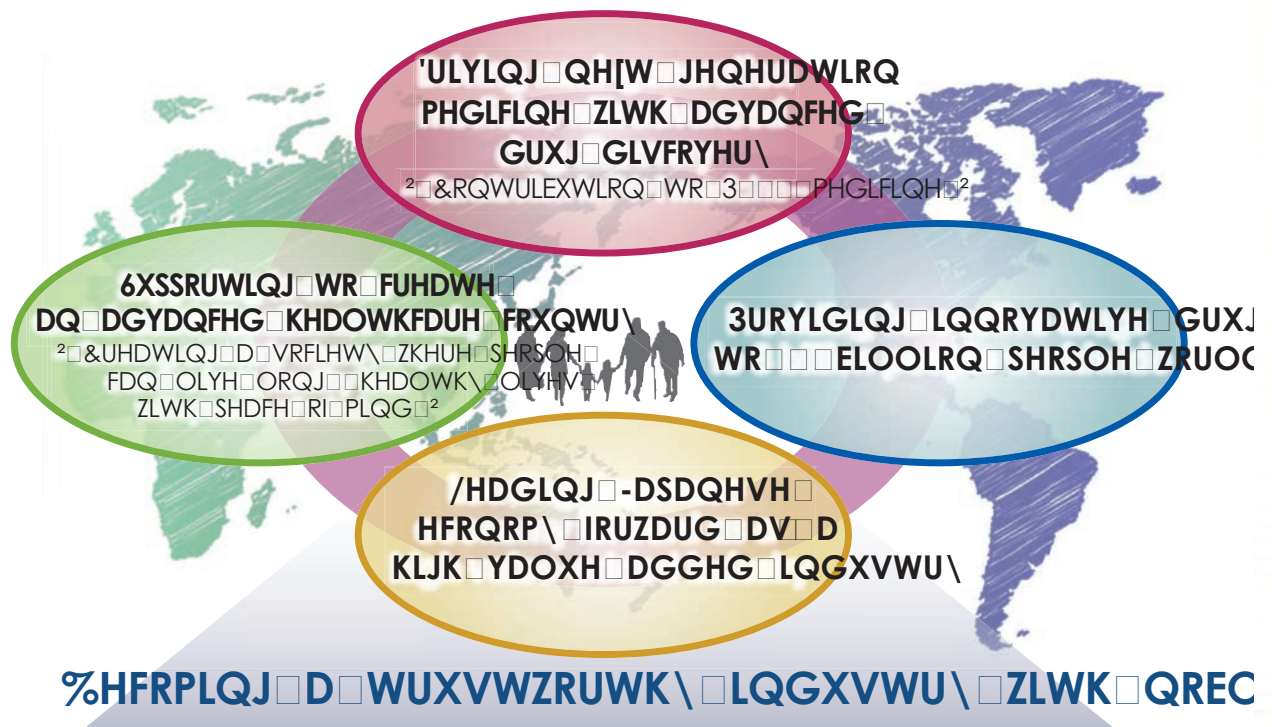 'ULYLQJ□QH[W□JHQHUDWLRQ
PHGLFLQH□ZLWK□DGYDQFHG□
GUXJ□GLVFRYHU\
²□&RQWULEXWLRQ□WR□3□□□□PHGLFLQH□²
6XSSRUWLQJ□WR□FUHDWH□
DQ□DGYDQFHG□KHDOWKFDUH□FRXQWU\
²□&UHDWLQJ□D□VRFLHW\□ZKHUH□SHRSOH□
FDQ□OLYH□ORQJ□□KHDOWK\□OLYHV□
ZLWK□SHDFH□RI□PLQG□²
3URYLGLQJ□LQQRYDWLYH□GUXJ
WR□□□ELOOLRQ□SHRSOH□ZRUOG
/HDGLQJ□-DSDQHVH□
HFRQRP\□IRUZDUG□DV□D
KLJK□YDOXH□DGGHG□LQGXVWU\
%HFRPLQJ□D□WUXVWZRUWK\□LQGXVWU\□ZLWK□QREO